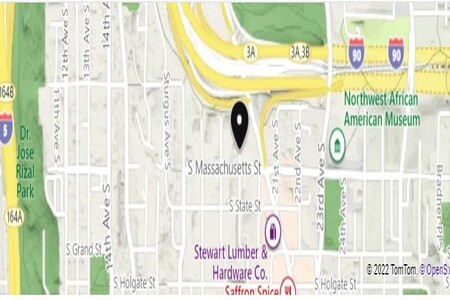 12th Ave S
13th Ave S
14th A
3A
3A,3B
90
90
164B
5
11th Ave S
Sturgus Ave S
Northwest African
American Museum
Dr.
Jose
Rizal
Park
S Massachusetts St
21st Ave S
22nd Ave S
23rd Ave S
24th Ave S
Bradner Pl S
164A
14th Ave S
S State St
S Grand St
Stewart Lumber &
Hardware Co.
S Holgate St
Saffron Spice
S Holgate St
© 2022 TomTom, © OpenSt